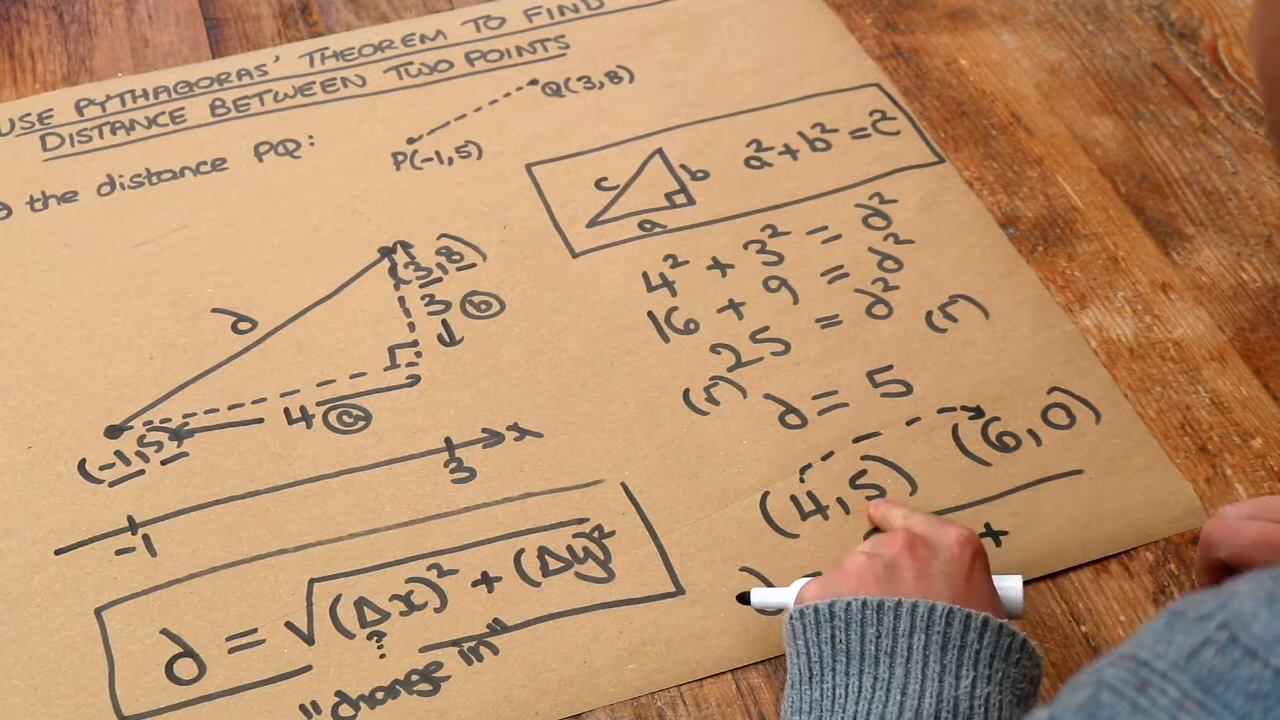 USE PYTHAGORAS' THEOREM TO FIND
DISTANCE BETWEEN TWO POINTS
the distance PQ:
Q(3,8)
P(-1,5)
c b a
a² + b² = c²
d
(3,8)
3 b
4 a
(-1,5)
-1 3 x
4² + 3² = d²
16 + 9 = d²
25 = d²
(√) (√)
d = 5
(4,5) (6,0)
+
d = √(Δx)² + (Δy)²
"change in"